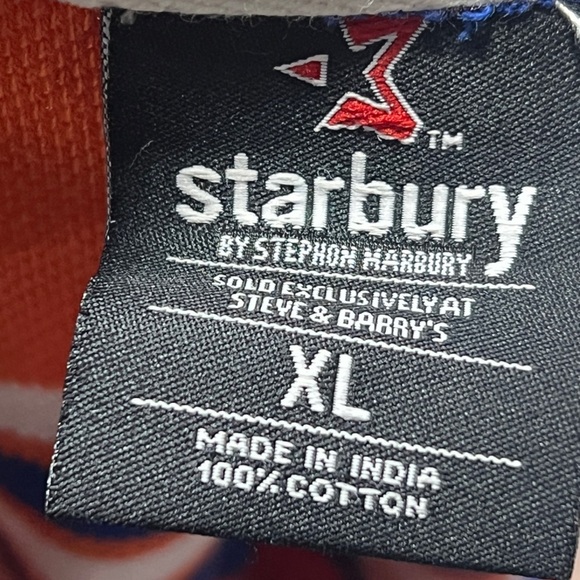 TM
starbury
BY STEPHON MARBURY
SOLD EXCLUSIVELY AT
STEVE & BARRY'S
XL
MADE IN INDIA
100% COTTON